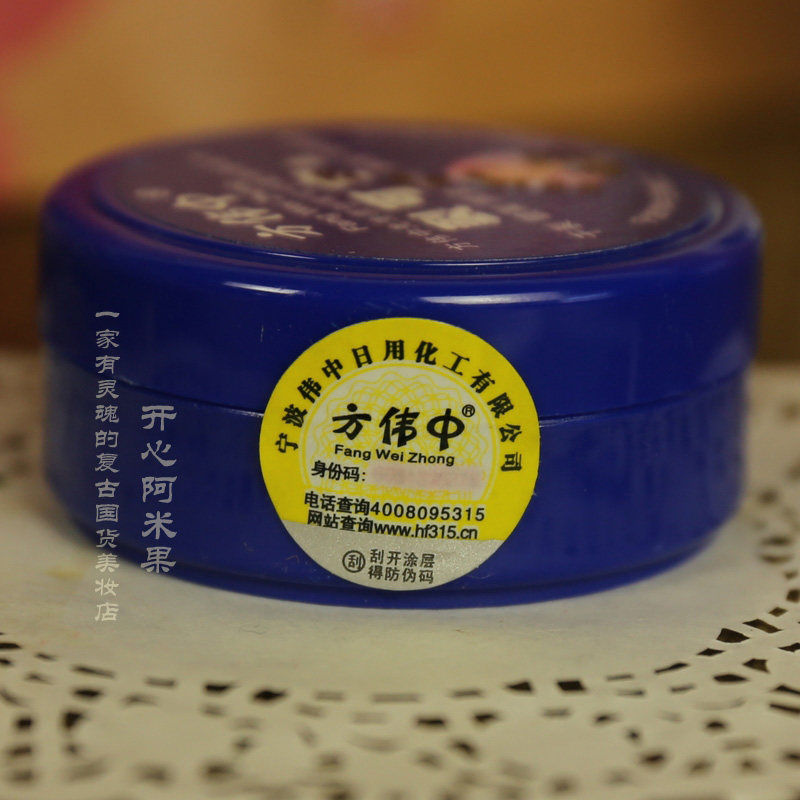 方伟中®
宁波伟中日用化工有限公司
方伟中®
Fang Wei Zhong
身份码:
电话查询4008095315
网站查询www.hf315.cn
刮 刮开涂层
得防伪码
一家有灵魂的复古国货美妆店
开心阿米果